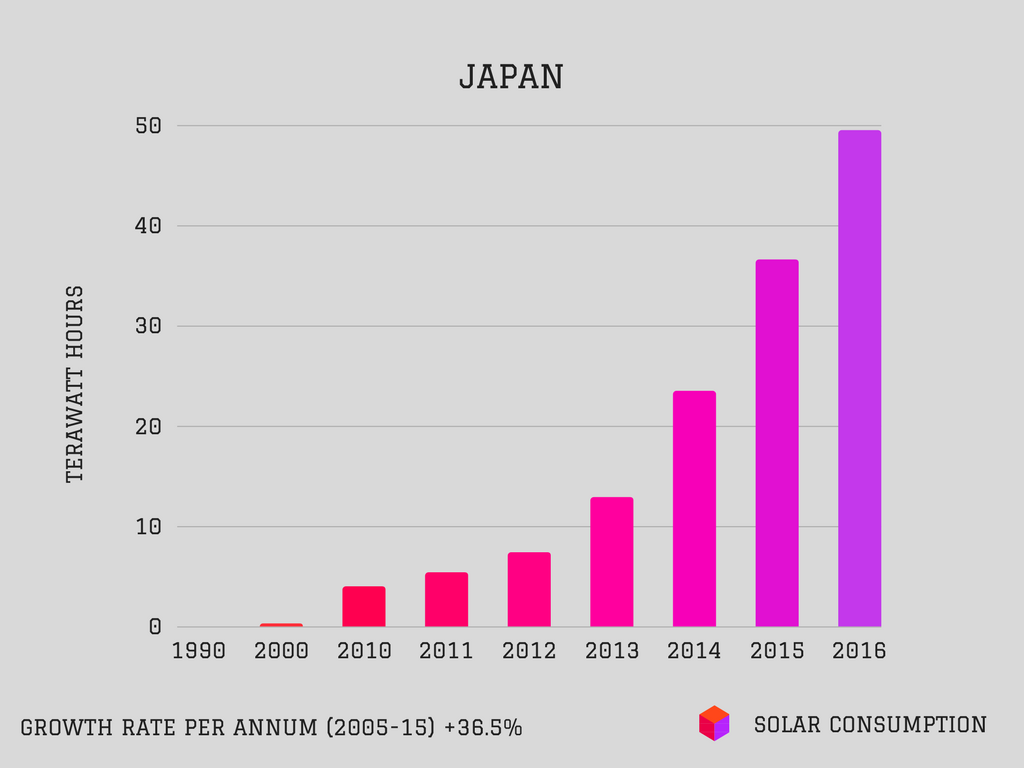 JAPAN
50
40
30
20
10
0
TERAWATT HOURS
1990 2000 2010 2011 2012 2013 2014 2015 2016
GROWTH RATE PER ANNUM (2005-15) +36.5%
SOLAR CONSUMPTION